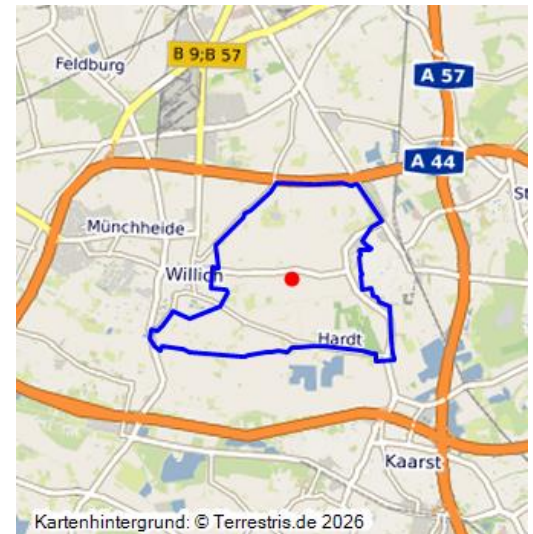 B 9;B 57
Feldburg
A 57
A 44
St
Münchheide
Willich
Hardt
Kaarst
Kartenhintergrund: © Terrestris.de 2026